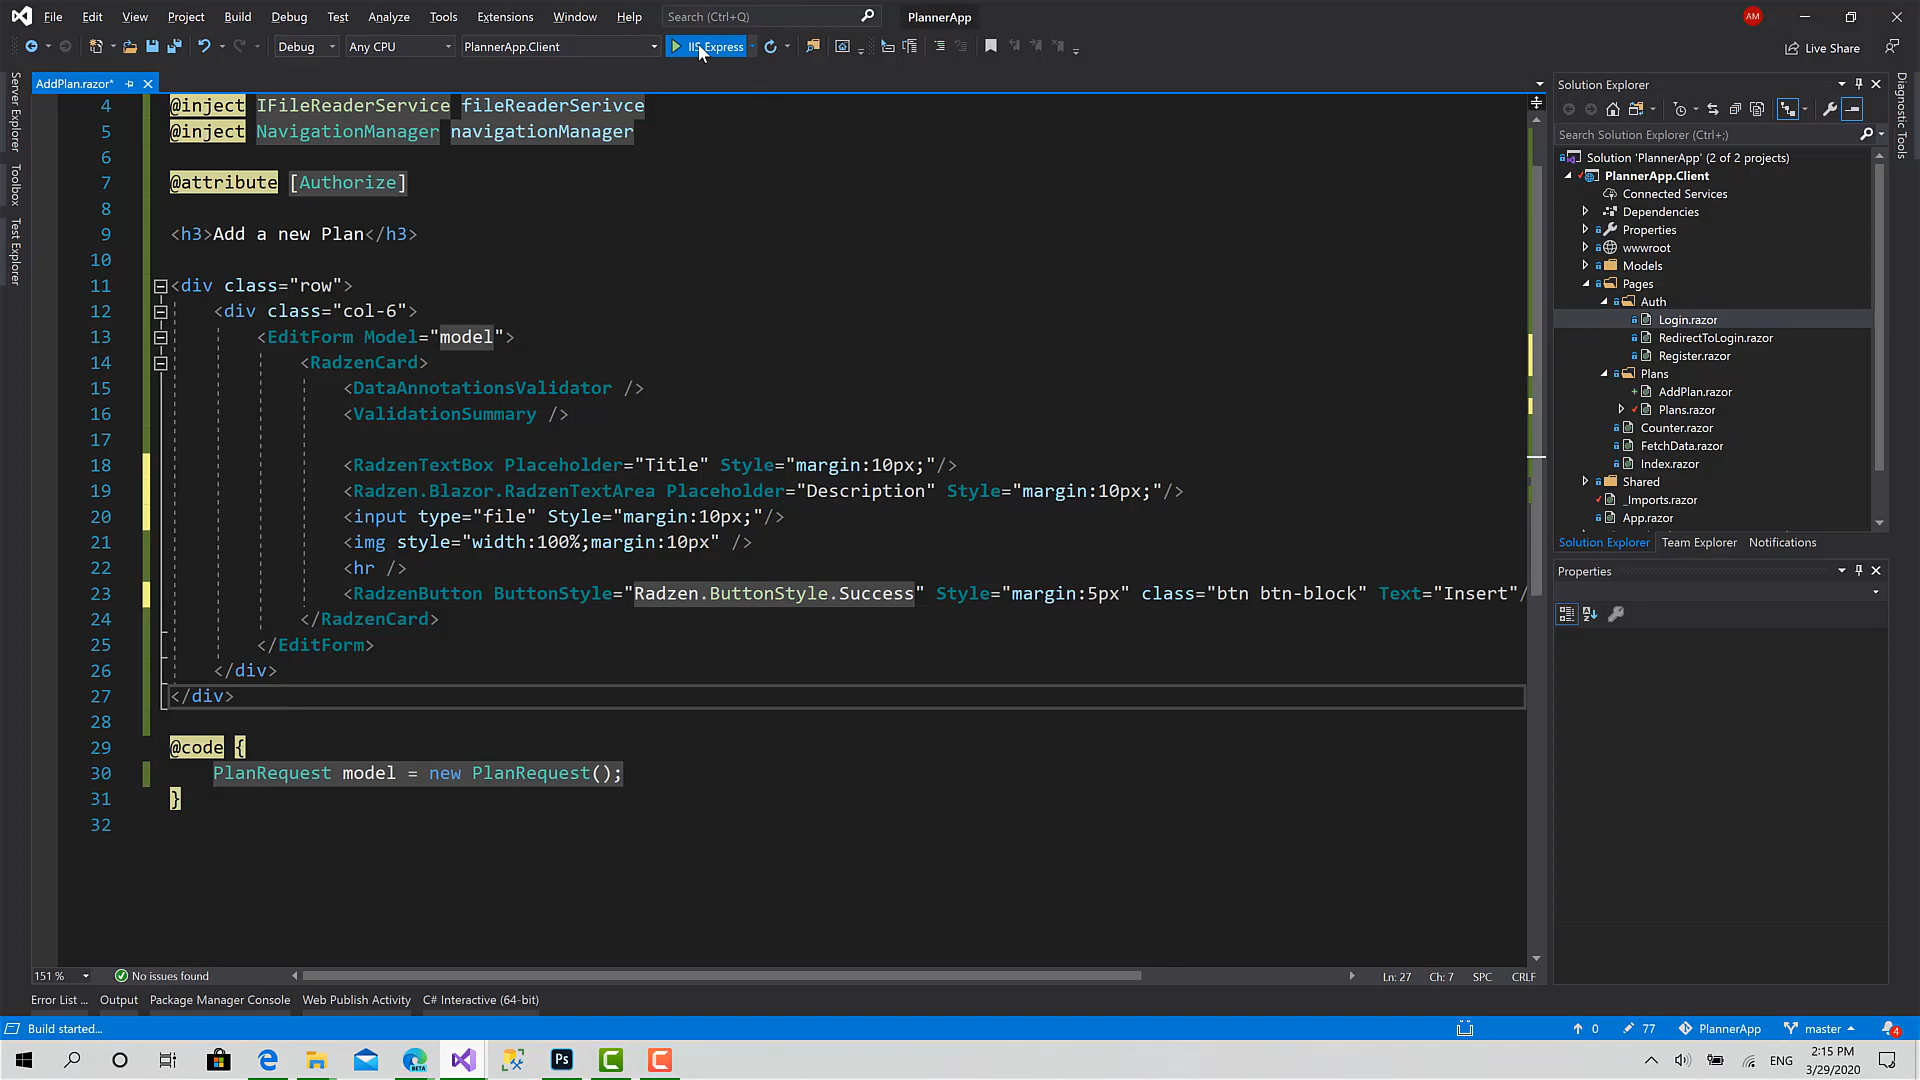 File Edit View Project Build Debug Test Analyze Tools Extensions Window Help Search (Ctrl+Q) PlannerApp AM
Debug Any CPU PlannerApp.Client IIS Express Live Share
AddPlan.razor*
Server Explorer
Toolbox
Test Explorer
4 @inject IFileReaderService fileReaderSerivce
5 @inject NavigationManager navigationManager
6
7 @attribute [Authorize]
8
9 <h3>Add a new Plan</h3>
10
11 <div class="row">
12 <div class="col-6">
13 <EditForm Model="model">
14 <RadzenCard>
15 <DataAnnotationsValidator />
16 <ValidationSummary />
17
18 <RadzenTextBox Placeholder="Title" Style="margin:10px;"/>
19 <Radzen.Blazor.RadzenTextArea Placeholder="Description" Style="margin:10px;"/>
20 <input type="file" Style="margin:10px;"/>
21 <img style="width:100%;margin:10px" />
22 <hr />
23 <RadzenButton ButtonStyle="Radzen.ButtonStyle.Success" Style="margin:5px" class="btn btn-block" Text="Insert"/
24 </RadzenCard>
25 </EditForm>
26 </div>
27 </div>
28
29 @code {
30 PlanRequest model = new PlanRequest();
31 }
32
151 % No issues found Ln: 27 Ch: 7 SPC CRLF
Error List ... Output Package Manager Console Web Publish Activity C# Interactive (64-bit)
Solution Explorer
Search Solution Explorer (Ctrl+;)
Solution 'PlannerApp' (2 of 2 projects)
PlannerApp.Client
Connected Services
Dependencies
Properties
wwwroot
Models
Pages
Auth
Login.razor
RedirectToLogin.razor
Register.razor
Plans
AddPlan.razor
Plans.razor
Counter.razor
FetchData.razor
Index.razor
Shared
_Imports.razor
App.razor
Solution Explorer Team Explorer Notifications
Properties
Diagnostic Tools
Build started... 0 77 PlannerApp master 4
BETA Ps ENG 2:15 PM
3/29/2020